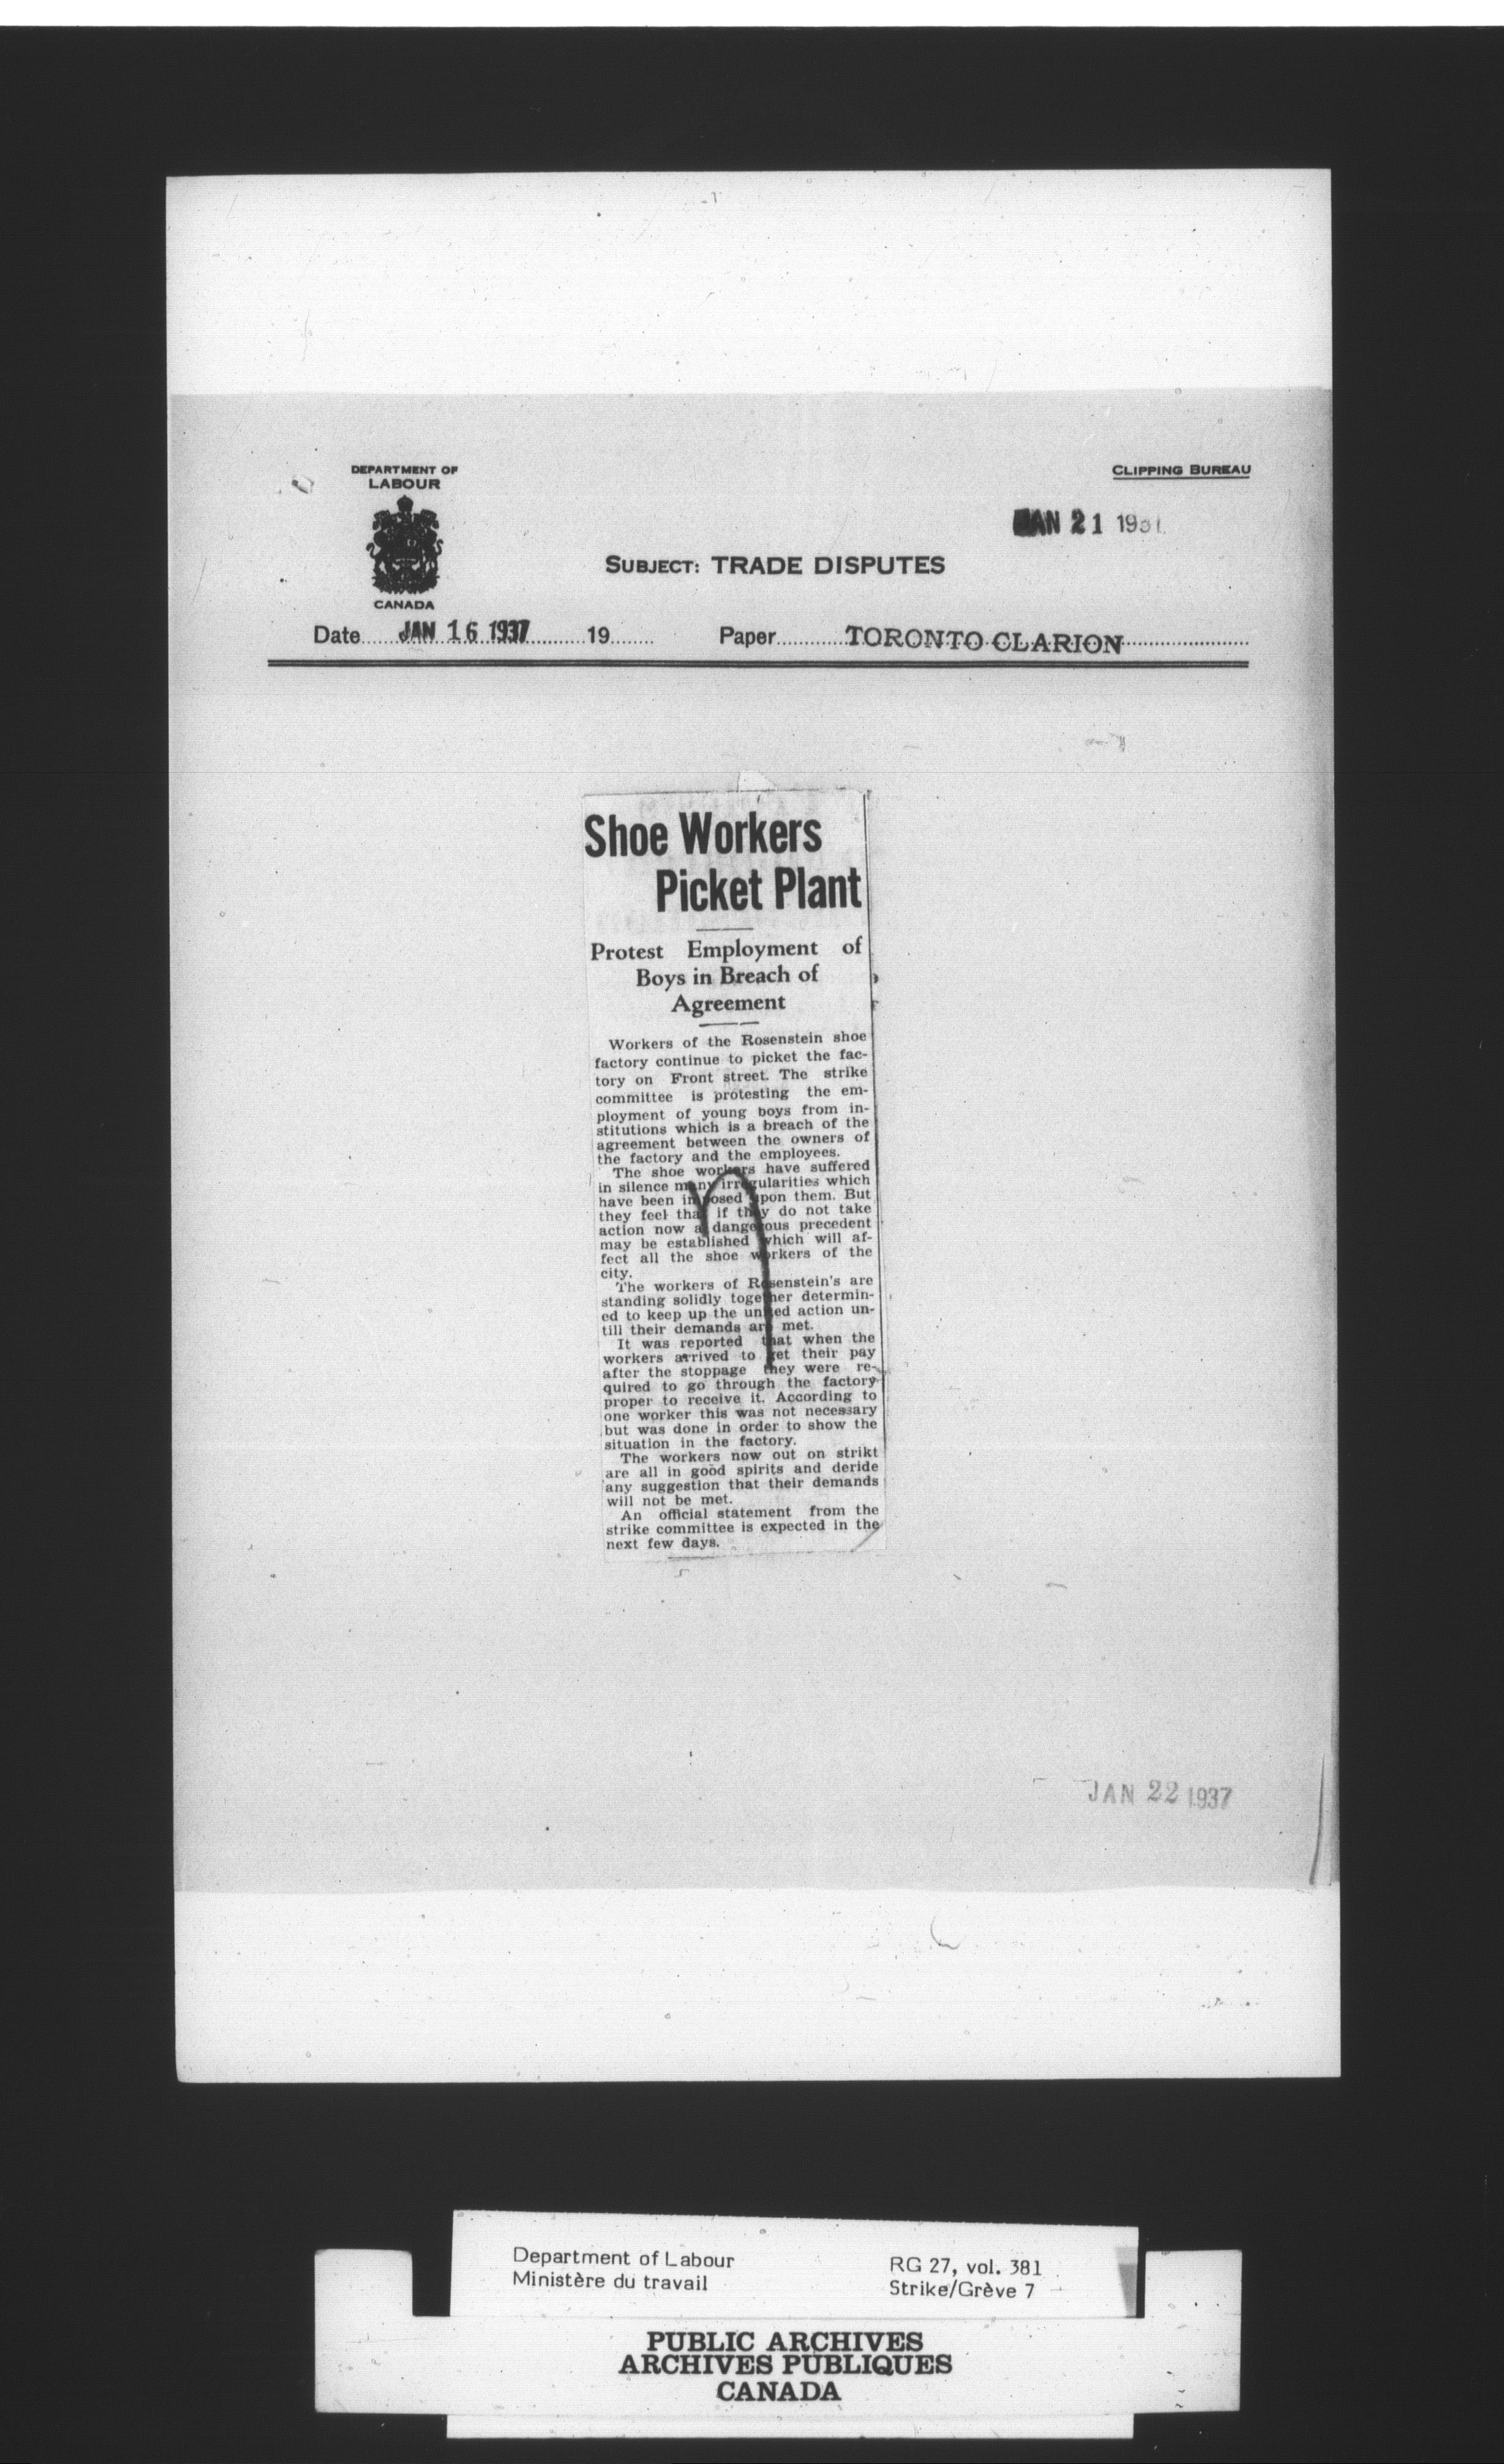 DEPARTMENT OF
LABOUR
CANADA
CLIPPING BUREAU
JAN 21 193
SUBJECT: TRADE DISPUTES
Date JAN 16 1937 19 Paper TORONTO CLARION
Shoe Workers
Picket Plant
Protest Employment of
Boys in Breach of
Agreement
Workers of the Rosenstein shoe
factory continue to picket the fac-
tory on Front street. The strike
committee is protesting the em-
ployment of young boys from in-
stitutions which is a breach of the
agreement between the owners of
the factory and the employees.
The shoe workers have suffered
in silence many irregularities which
have been imposed upon them. But
they feel that if they do not take
action now a dangerous precedent
may be established which will af-
fect all the shoe workers of the
city.
The workers of Rosenstein's are
standing solidly together determin-
ed to keep up the united action un-
till their demands are met.
It was reported that when the
workers arrived to get their pay
after the stoppage they were re-
quired to go through the factory
proper to receive it. According to
one worker this was not necessary
but was done in order to show the
situation in the factory.
The workers now out on strikt
are all in good spirits and deride
any suggestion that their demands
will not be met.
An official statement from the
strike committee is expected in the
next few days.
JAN 22 1937
Department of Labour
Ministère du travail
RG 27, vol. 381
Strike/Grève 7
PUBLIC ARCHIVES
ARCHIVES PUBLIQUES
CANADA